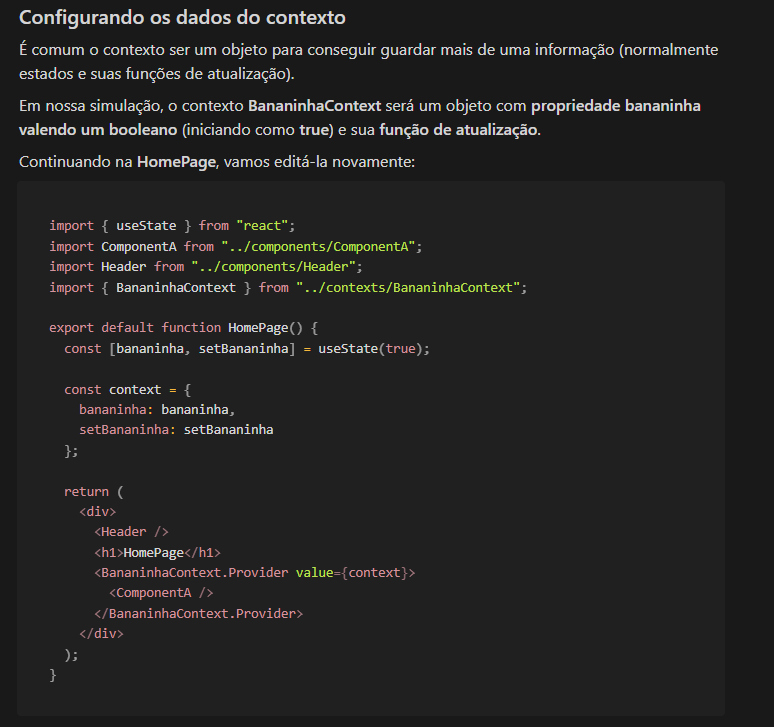 Configurando os dados do contexto
É comum o contexto ser um objeto para conseguir guardar mais de uma informação (normalmente
estados e suas funções de atualização).
Em nossa simulação, o contexto BananinhaContext será um objeto com propriedade bananinha
valendo um booleano (iniciando como true) e sua função de atualização.
Continuando na HomePage, vamos editá-la novamente:
import { useState } from "react";
import ComponentA from "../components/ComponentA";
import Header from "../components/Header";
import { BananinhaContext } from "../contexts/BananinhaContext";
export default function HomePage() {
  const [bananinha, setBananinha] = useState(true);
  const context = {
    bananinha: bananinha,
    setBananinha: setBananinha
  };
  return (
    <div>
      <Header />
      <h1>HomePage</h1>
      <BananinhaContext.Provider value={context}>
        <ComponentA />
      </BananinhaContext.Provider>
    </div>
  );
}